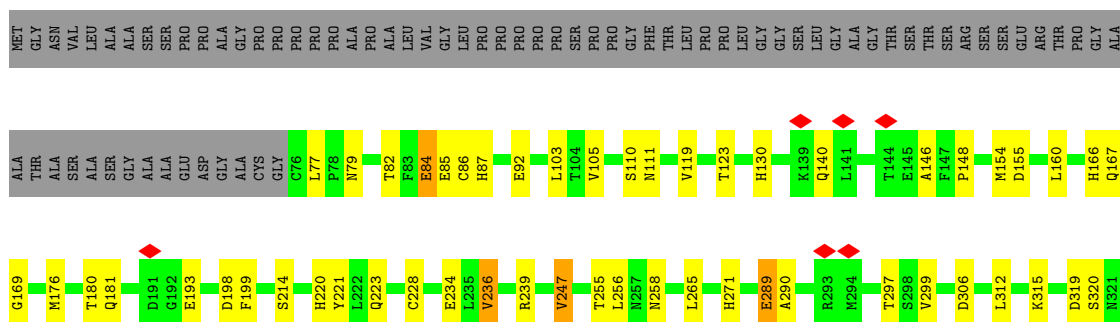 MET GLY ASN VAL LEU ALA ALA SER SER PRO PRO ALA GLY PRO PRO PRO PRO PRO ALA PRO ALA LEU VAL GLY LEU PRO PRO PRO PRO PRO SER PRO PRO GLY PHE THR LEU PRO PRO LEU GLY GLY SER LEU GLY ALA GLY THR SER THR SER ARG SER SER GLU ARG THR PRO GLY ALA
ALA THR ALA SER ALA SER GLY ALA ALA GLU ASP GLY ALA CYS GLY C76 L77 P78 N79 T82 F83 E84 E85 C86 H87 E92 L103 T104 V105 S110 N111 V119 T123 H130 K139 Q140 L141 T144 E145 A146 F147 P148 M154 D155 L160 H166 Q167
G169 M176 T180 Q181 D191 G192 E193 D198 F199 S214 H220 Y221 L222 Q223 C228 E234 L235 V236 R239 V247 T255 L256 N257 N258 L265 H271 E289 A290 R293 M294 T297 S298 V299 D306 L312 K315 D319 S320 N321